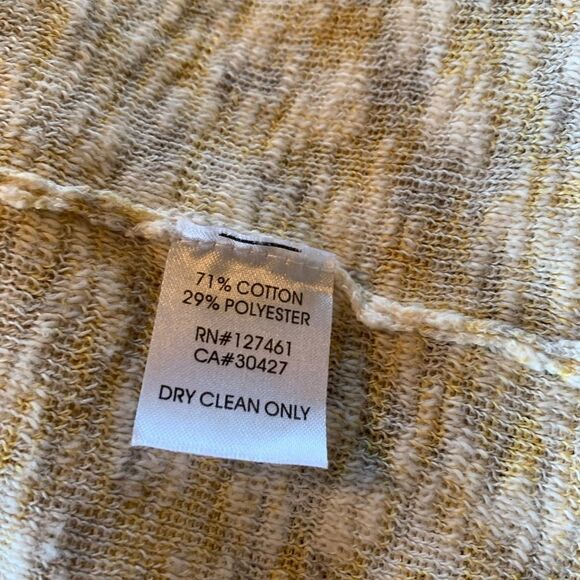 71% COTTON
29% POLYESTER
RN#127461
CA#30427
DRY CLEAN ONLY